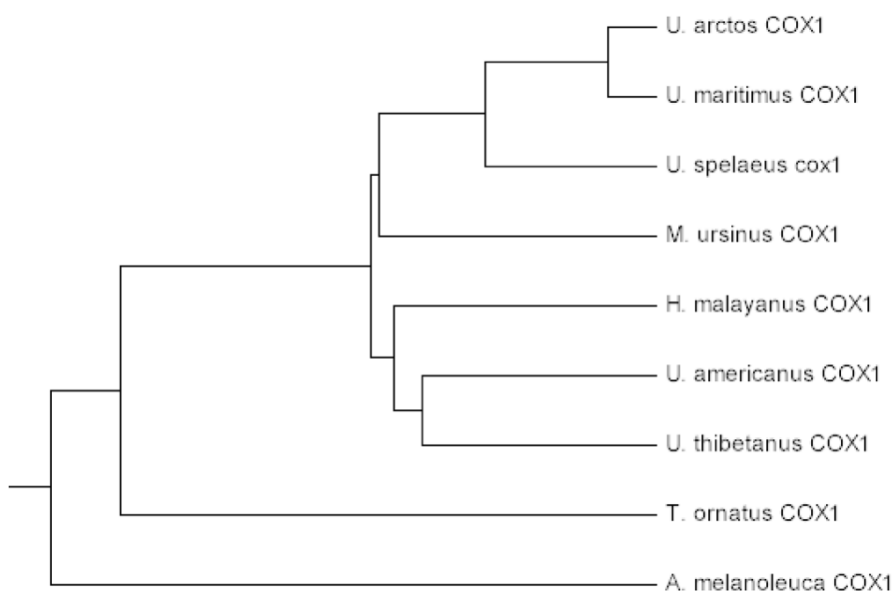 U. arctos COX1
U. maritimus COX1
U. spelaeus cox1
M. ursinus COX1
H. malayanus COX1
U. americanus COX1
U. thibetanus COX1
T. ornatus COX1
A. melanoleuca COX1